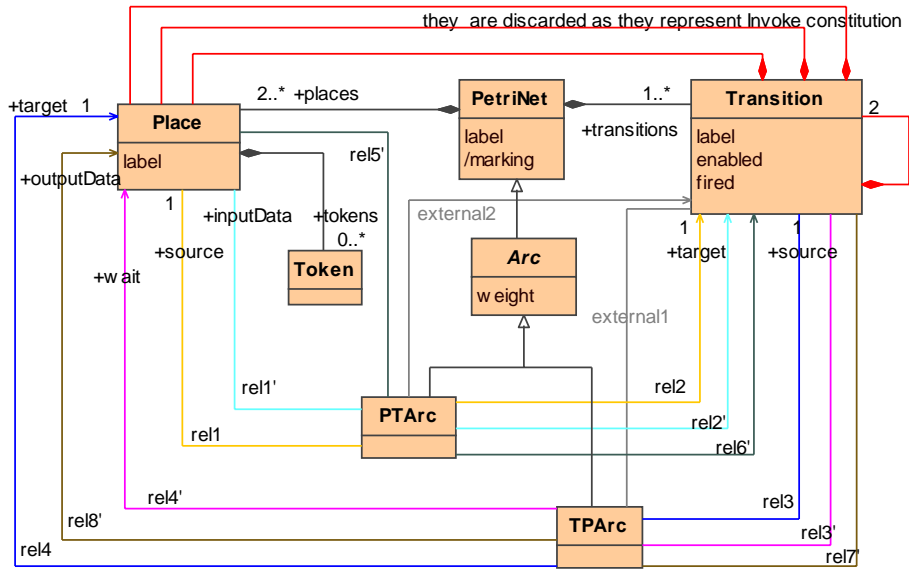 they are discarded as they represent Invoke constitution
+target 1
2..* +places
PetriNet
1..*
Transition
2
Place
label
/marking
+transitions
label
enabled
fired
label
rel5'
+outputData
1
+inputData
+tokens
external2
1
1
+source
0..*
+target
+source
+wait
Token
Arc
weight
external1
rel1'
rel2
PTArc
rel2'
rel1
rel6'
rel4'
rel3
rel8'
TPArc
rel3'
rel4
rel7'